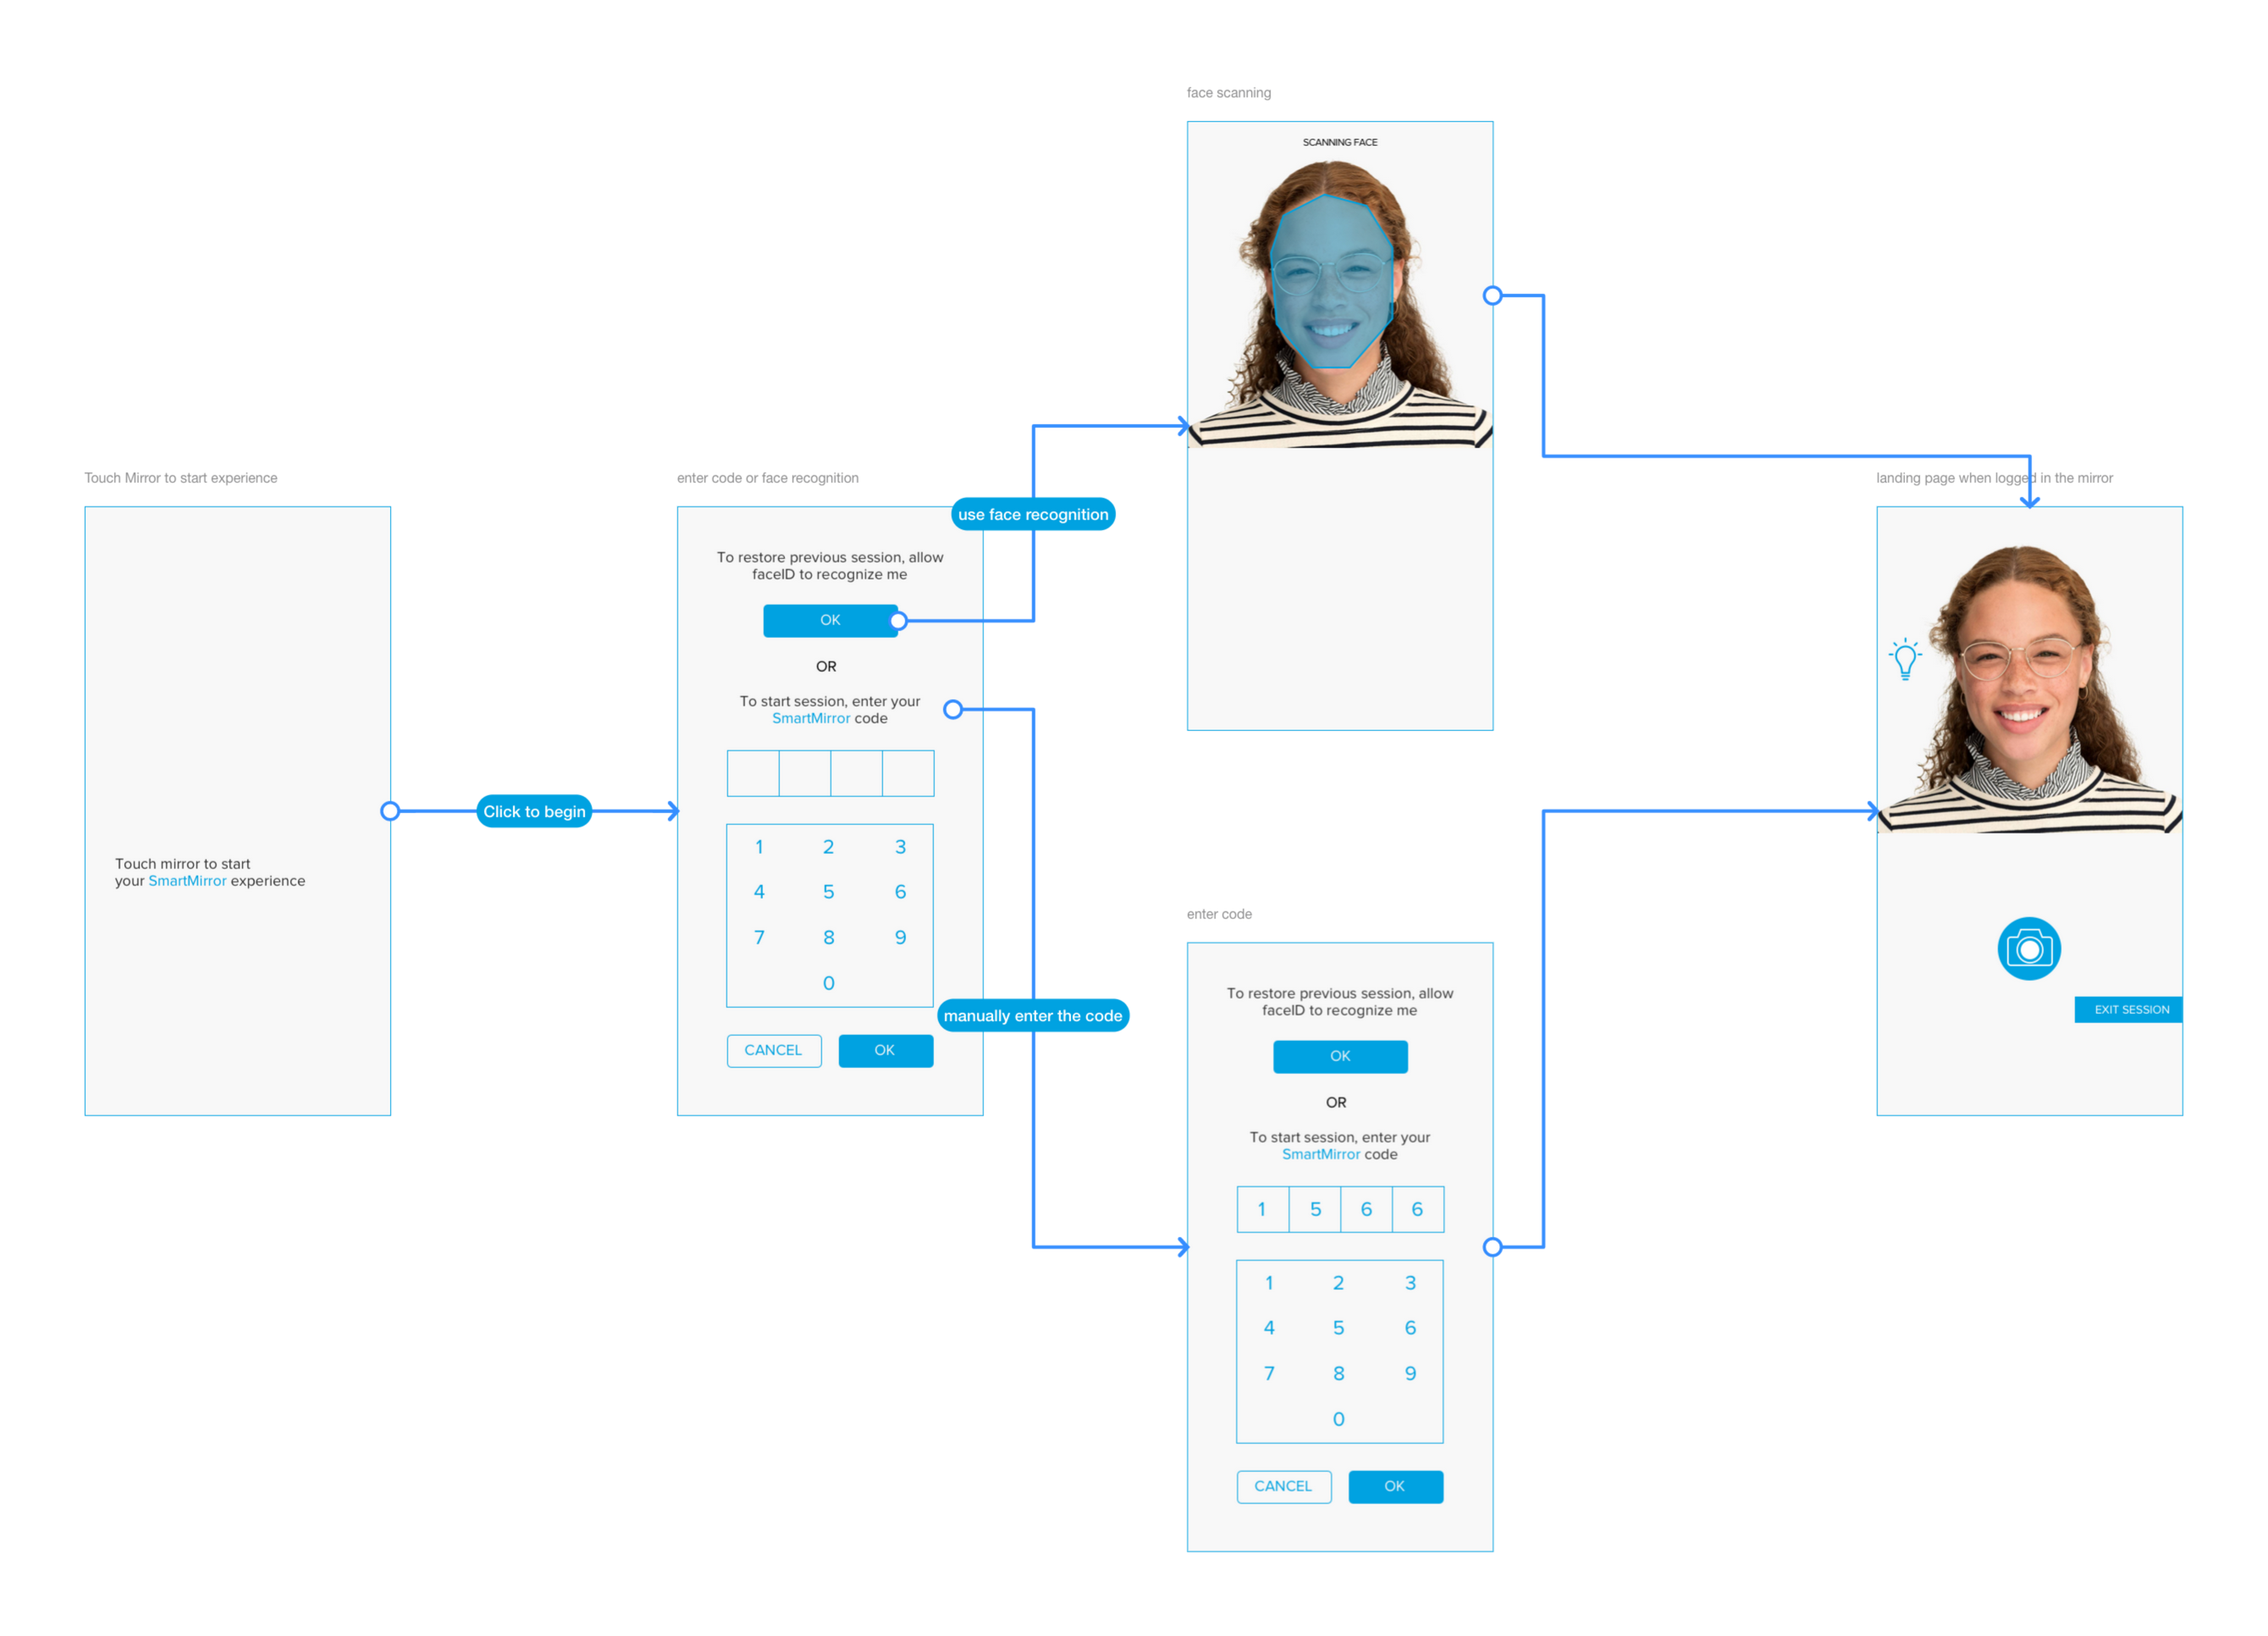 face scanning
SCANNING FACE
Touch Mirror to start experience
Touch mirror to start
your SmartMirror experience
Click to begin
enter code or face recognition
To restore previous session, allow
faceID to recognize me
OK
use face recognition
OR
To start session, enter your
SmartMirror code
1 2 3
4 5 6
7 8 9
0
manually enter the code
CANCEL OK
enter code
To restore previous session, allow
faceID to recognize me
OK
OR
To start session, enter your
SmartMirror code
1 5 6 6
1 2 3
4 5 6
7 8 9
0
CANCEL OK
landing page when logged in the mirror
EXIT SESSION